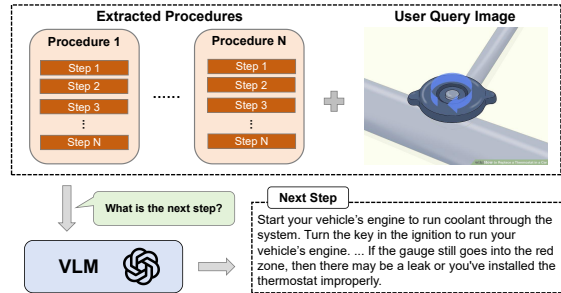 Extracted Procedures
User Query Image
Procedure 1
Step 1
Step 2
Step 3
⋮
Step N
......
Procedure N
Step 1
Step 2
Step 3
⋮
Step N
What is the next step?
VLM
Next Step
Start your vehicle's engine to run coolant through the
system. Turn the key in the ignition to run your
vehicle's engine. ... If the gauge still goes into the red
zone, then there may be a leak or you've installed the
thermostat improperly.